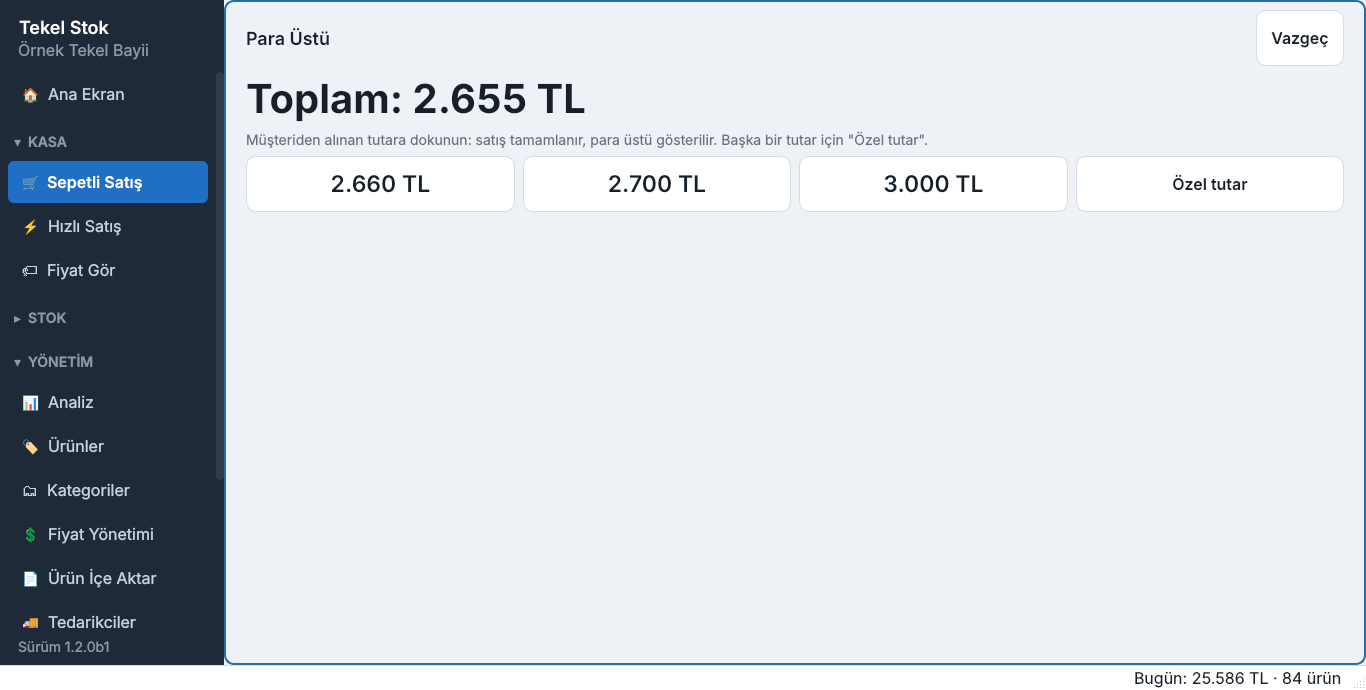 Tekel Stok
Örnek Tekel Bayii
Ana Ekran
KASA
Sepetli Satış
Hızlı Satış
Fiyat Gör
STOK
YÖNETİM
Analiz
Ürünler
Kategoriler
Fiyat Yönetimi
Ürün İçe Aktar
Tedarikciler
Sürüm 1.2.0b1
Para Üstü
Vazgeç
Toplam: 2.655 TL
Müşteriden alınan tutara dokunun: satış tamamlanır, para üstü gösterilir. Başka bir tutar için "Özel tutar".
2.660 TL
2.700 TL
3.000 TL
Özel tutar
Bugün: 25.586 TL · 84 ürün